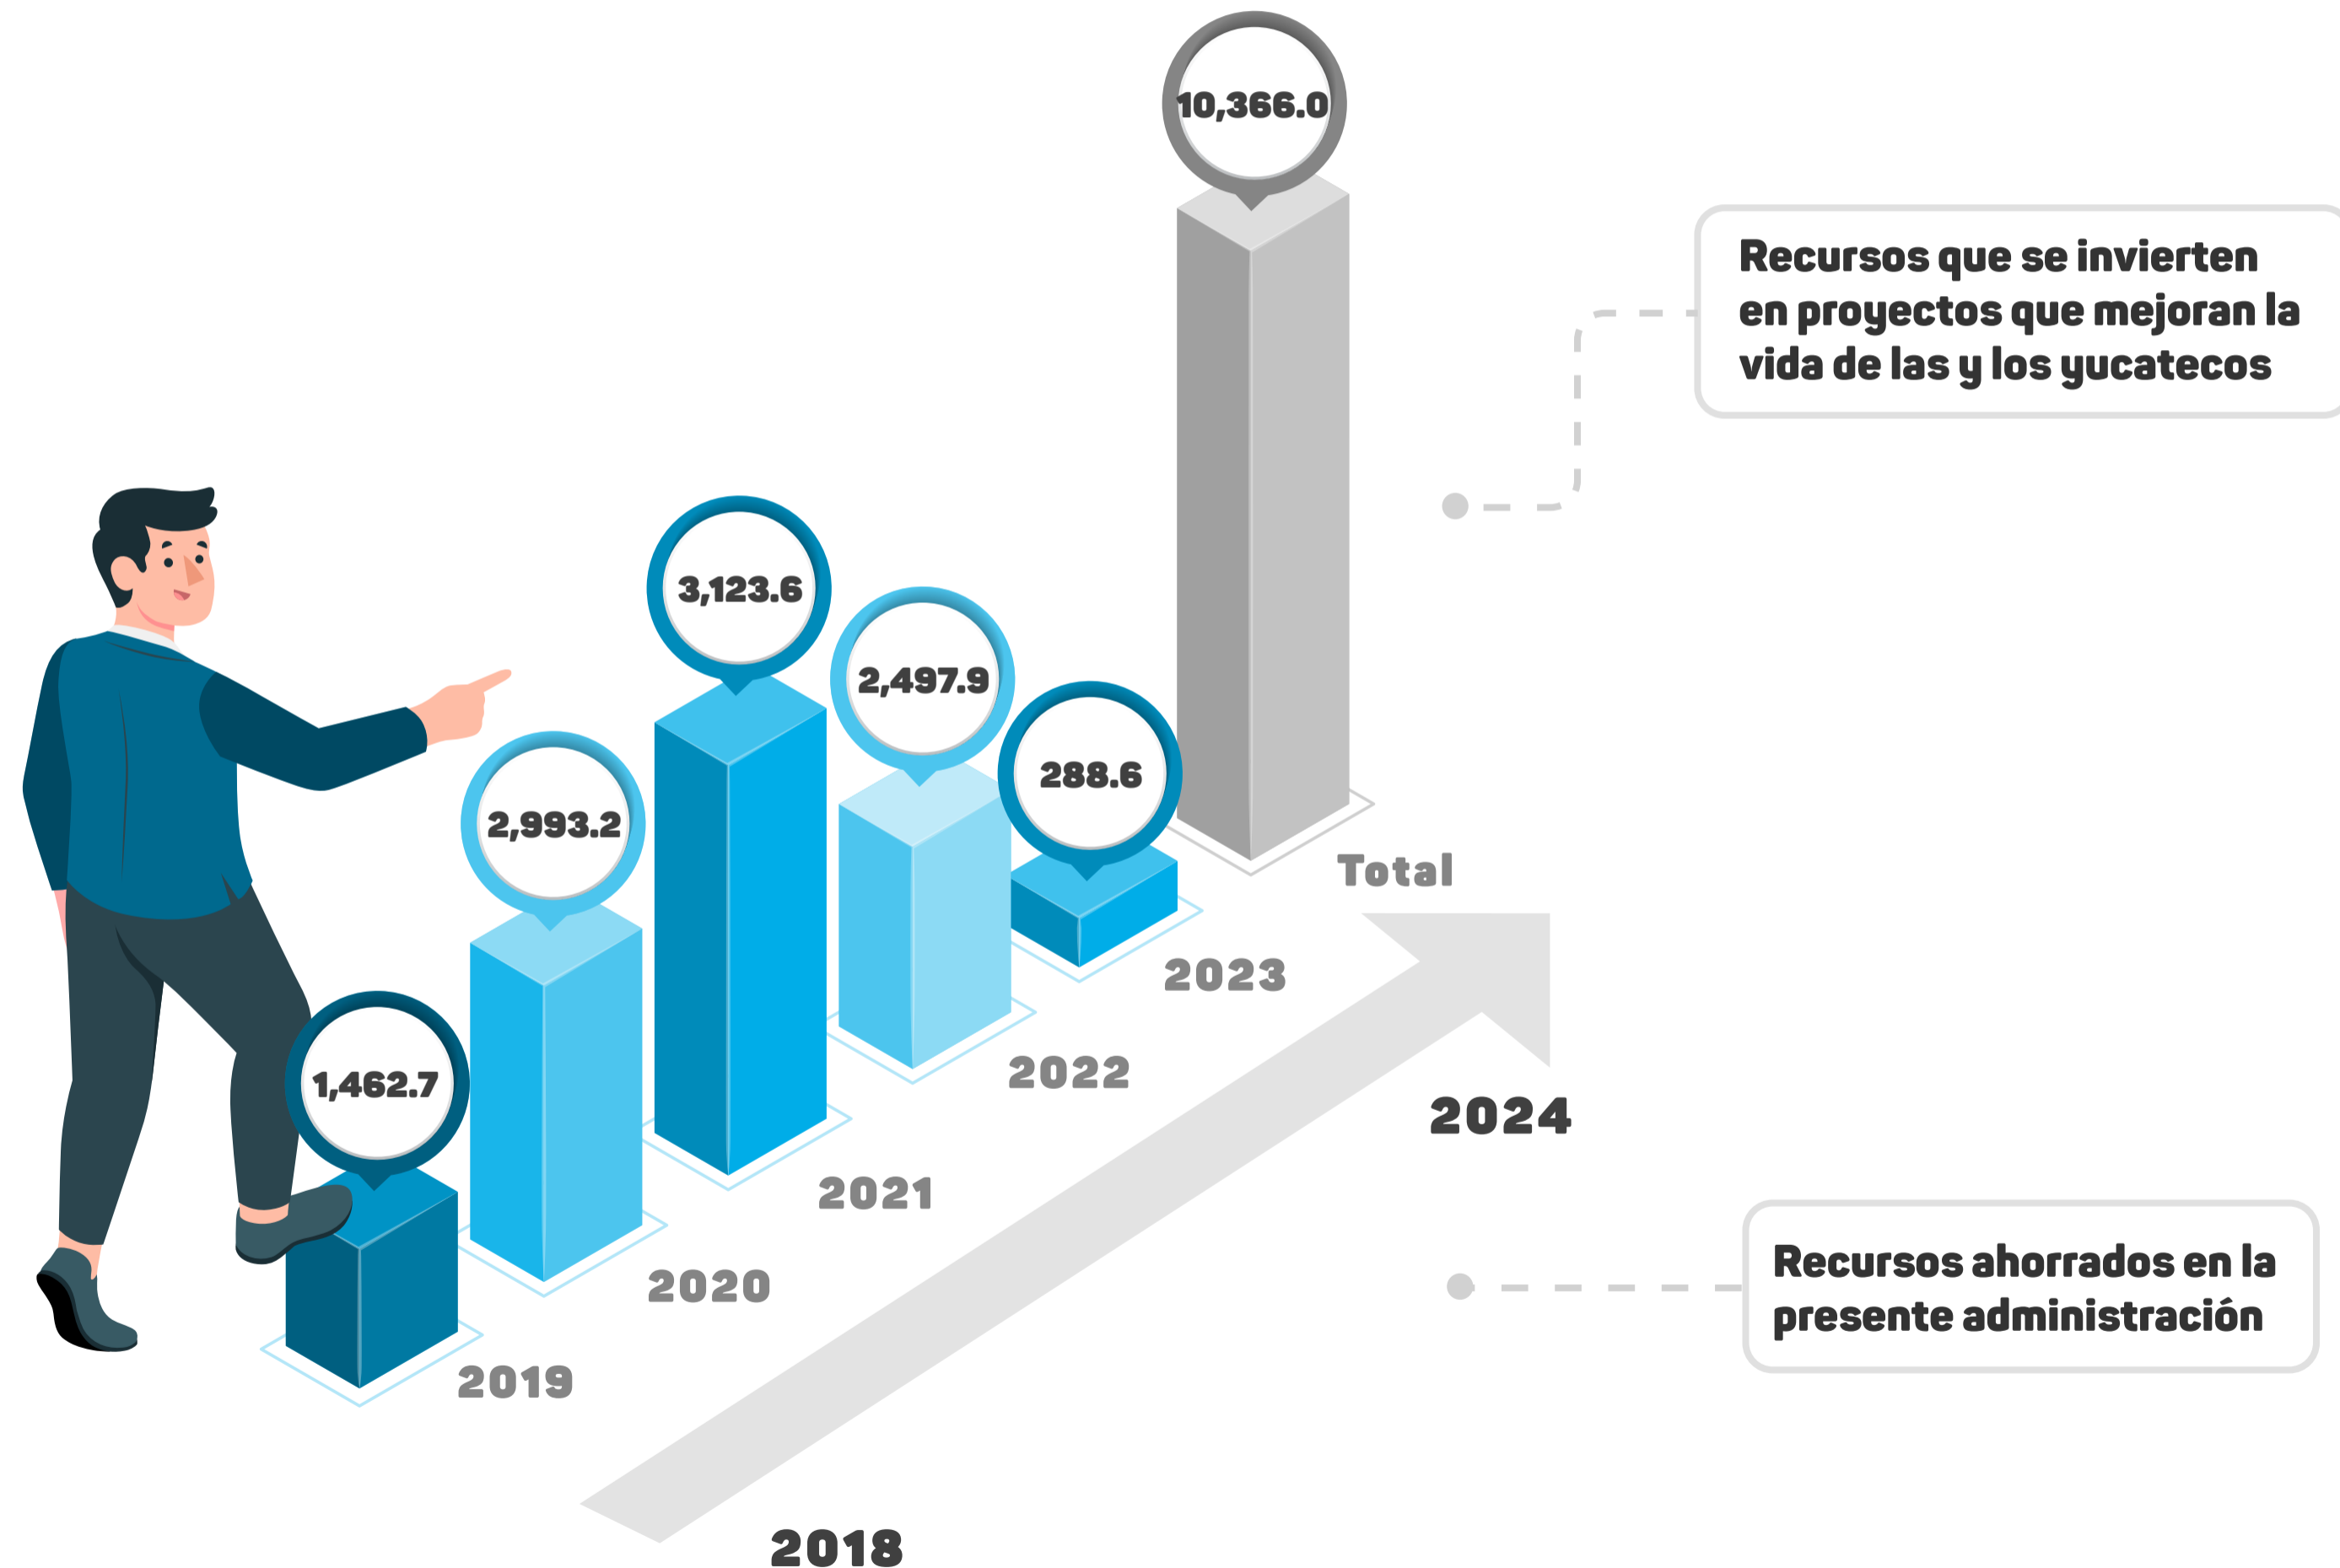 10,366.0
Recursos que se invierten
en proyectos que mejoran la
vida de las y los yucatecos
3,123.6
2,497.9
288.6
2,993.2
Total
2023
1,462.7
2022
2024
2021
Recursos ahorrados en la
presente administración
2020
2019
2018